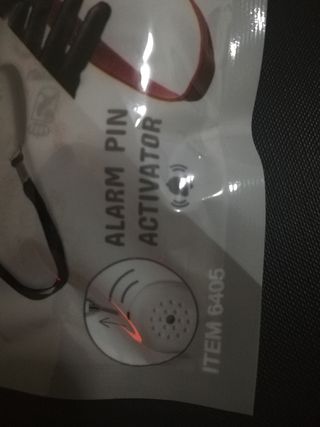 ALARM PIN
ACTIVATOR
ITEM 6405